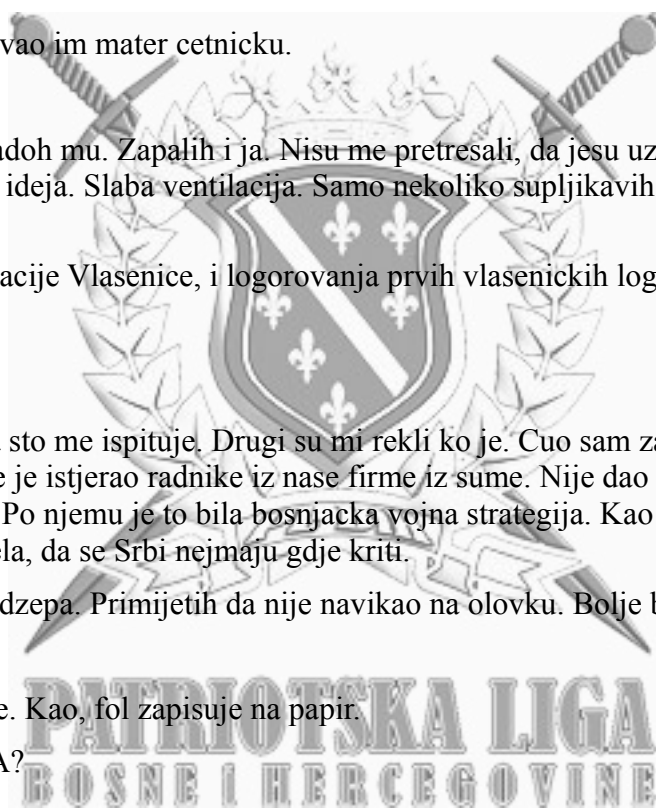 vao im mater cetnicku.
adoh mu. Zapalih i ja. Nisu me pretresali, da jesu uz
ideja. Slaba ventilacija. Samo nekoliko supljikavih
acije Vlasenice, i logorovanja prvih vlasenickih log
sto me ispituje. Drugi su mi rekli ko je. Cuo sam za
e je istjerao radnike iz nase firme iz sume. Nije dao
Po njemu je to bila bosnjacka vojna strategija. Kao
ela, da se Srbi nejmaju gdje kriti.
dzepa. Primijetih da nije navikao na olovku. Bolje b
e. Kao, fol zapisuje na papir.
A?
PATRIOTSKA LIGA
BOSNE I HERCEGOVINE